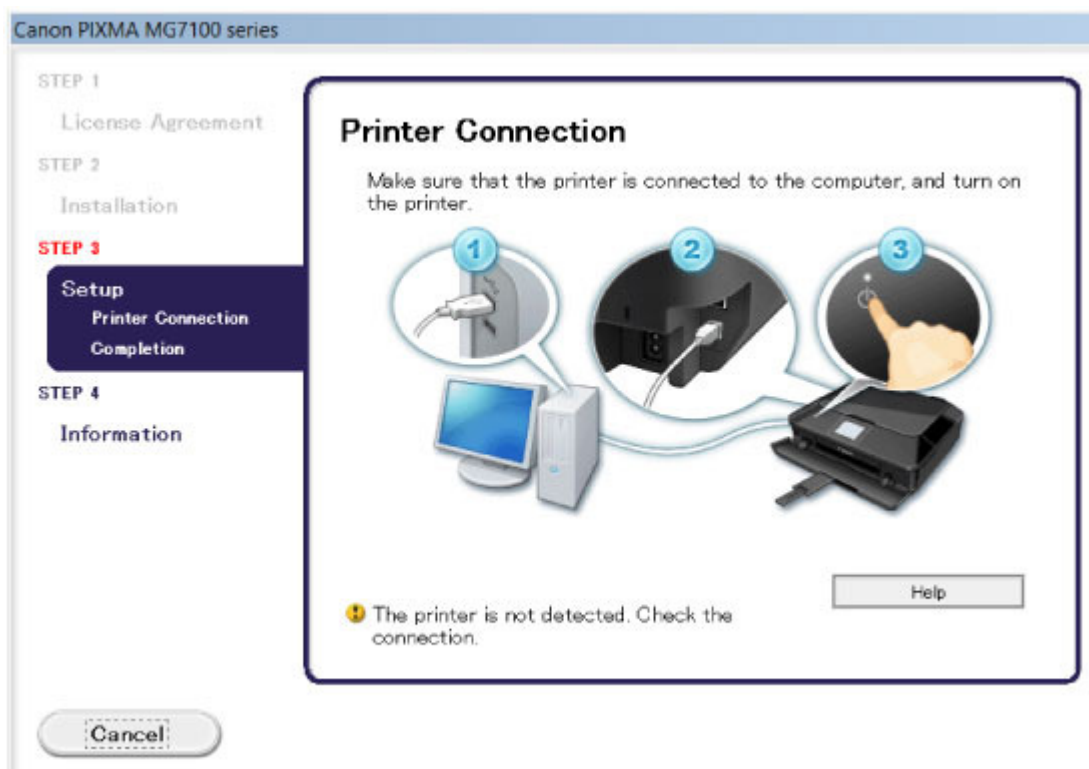 Canon PIXMA MG7100 series
STEP 1
License Agreement
STEP 2
Installation
STEP 3
Setup
Printer Connection
Completion
STEP 4
Information
Printer Connection
Make sure that the printer is connected to the computer, and turn on
the printer.
1
2
3
Help
The printer is not detected. Check the
connection.
Cancel